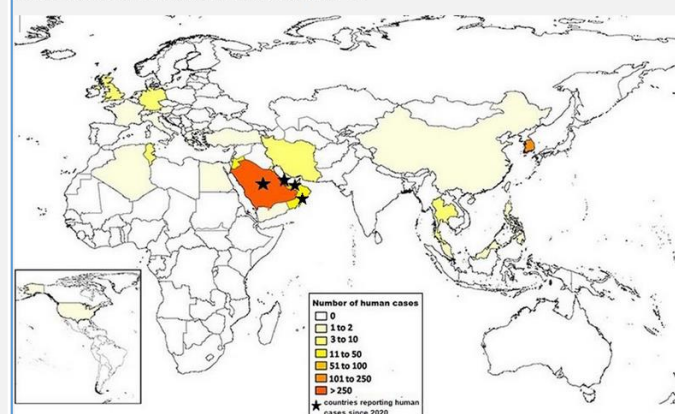 Number of human cases
0
1 to 2
3 to 10
11 to 50
51 to 100
101 to 250
> 250
countries reporting human
cases since 2020